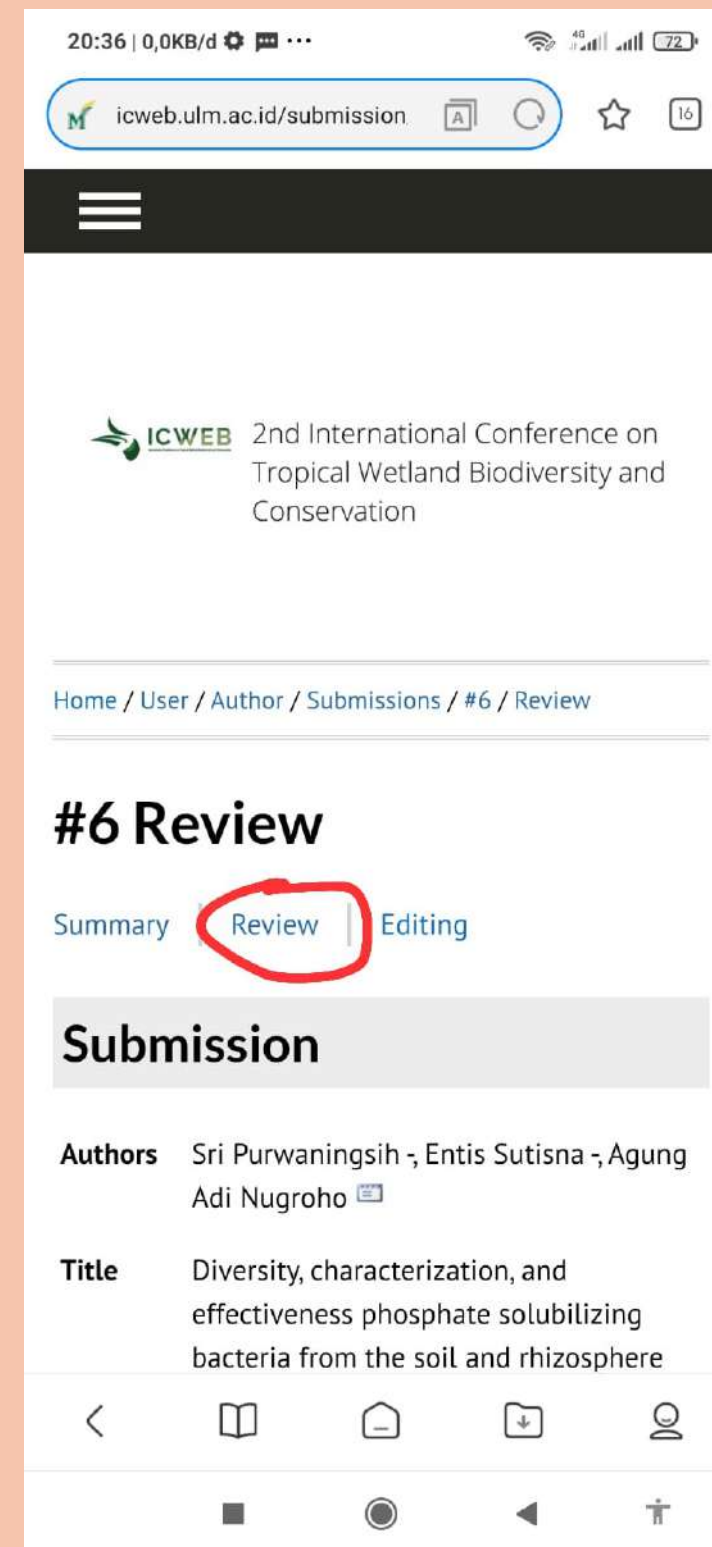 20:36 | 0,0KB/d ...
4G 72
icweb.ulm.ac.id/submission A 16
ICWEB 2nd International Conference on
Tropical Wetland Biodiversity and
Conservation
Home / User / Author / Submissions / #6 / Review
#6 Review
Summary | Review | Editing
Submission
Authors Sri Purwaningsih -, Entis Sutisna -, Agung
Adi Nugroho
Title Diversity, characterization, and
effectiveness phosphate solubilizing
bacteria from the soil and rhizosphere